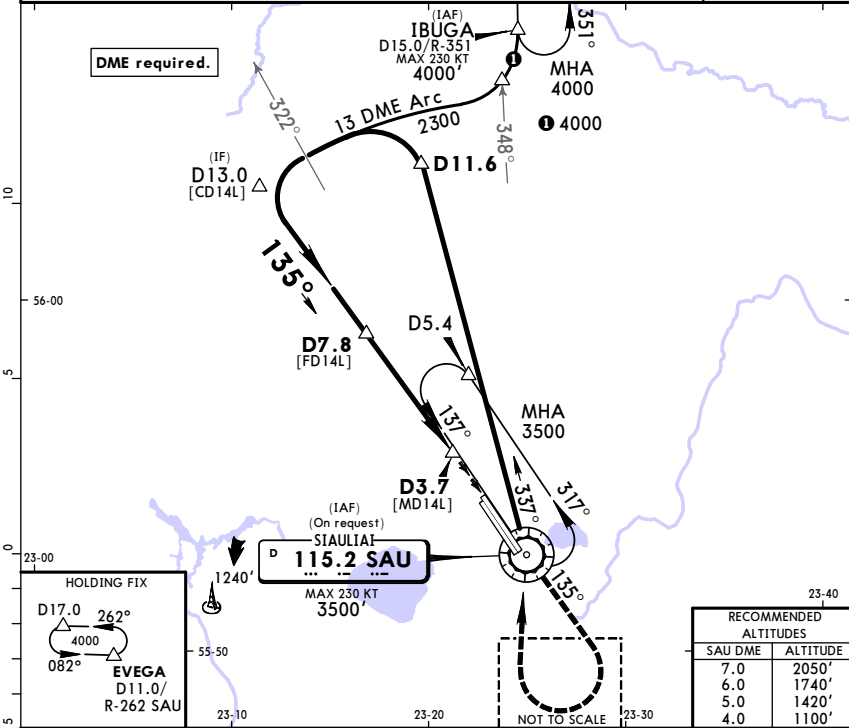 DME required.
(IAF)
IBUGA
D15.0/R-351
MAX 230 KT
4000'
351°
MHA
4000
1
1 4000
13 DME Arc
2300
348°
322°
(IF)
D13.0
[CD14L]
D11.6
135°
10
56-00
D7.8
[FD14L]
D5.4
5
MHA
3500
137°
D3.7
[MD14L]
337°
317°
(IAF)
(On request)
SIAULIAI
D 115.2 SAU
MAX 230 KT
3500'
0
23-00
1240'
135°
23-40
HOLDING FIX
D17.0
262°
4000
082°
EVEGA
D11.0/
R-262 SAU
55-50
5
23-10
23-20
NOT TO SCALE
23-30
RECOMMENDED
ALTITUDES
SAU DME ALTITUDE
7.0 2050'
6.0 1740'
5.0 1420'
4.0 1100'